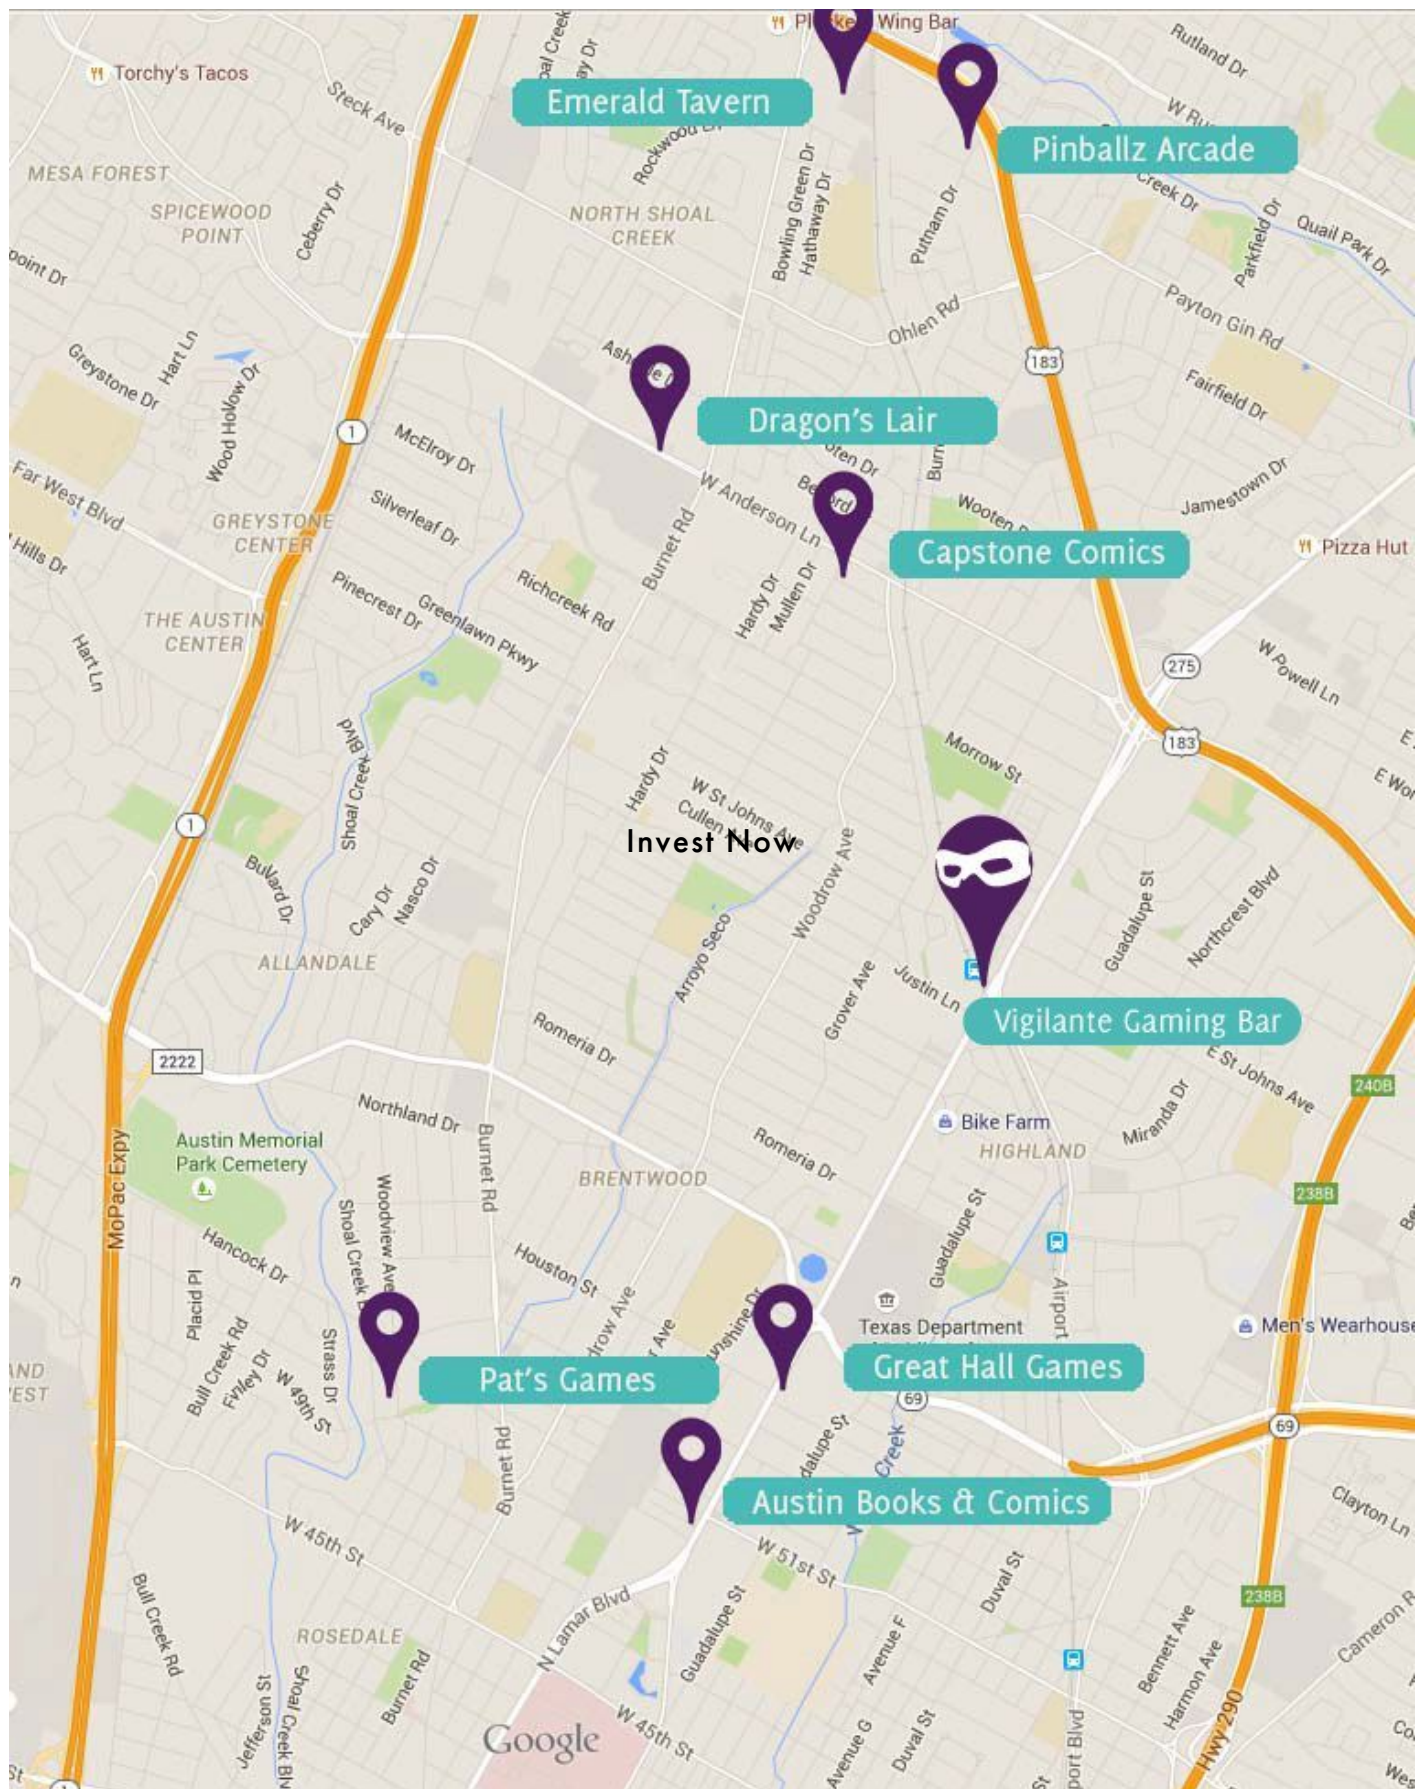 Wing Bar
Torchy's Tacos
Rutland Dr
Steck Ave
Emerald Tavern
Pinballz Arcade
MESA FOREST
SPICEWOOD
POINT
Ceberry Dr
NORTH SHOAL
CREEK
Bowling Green Dr
Hathaway Dr
Putnam Dr
Creek Dr
Parkfield Dr
Quail Park Dr
Ohlen Rd
Payton Gin Rd
Hart Ln
Greystone Dr
Wood Hollow Dr
183
Fairfield Dr
1
McElroy Dr
Dragon's Lair
Far West Blvd
Silverleaf Dr
GREYSTONE
CENTER
W Anderson Ln
Burnet Rd
Jamestown Dr
Capstone Comics
Pizza Hut
Hills Dr
Pinecrest Dr
Greenlawn Pkwy
Richcreek Rd
Hardy Dr
Mullen Dr
THE AUSTIN
CENTER
Hart Ln
275
W Powell Ln
183
Shoal Creek Blvd
Hardy Dr
Morrow St
W St Johns Ave
Cullen
Invest Now
1
Bullard Dr
Cary Dr
Nasco Dr
Woodrow Ave
Guadalupe St
Northcrest Blvd
ALLANDALE
Arroyo Seco
Grover Ave
Justin Ln
Vigilante Gaming Bar
Romeria Dr
2222
E St Johns Ave
240B
Northland Dr
Bike Farm
Miranda Dr
HIGHLAND
Austin Memorial
Park Cemetery
MoPac Expy
Burnet Rd
Romeria Dr
BRENTWOOD
238B
Woodview Ave
Shoal Creek
Guadalupe St
Hancock Dr
Houston St
Placid Pl
Airport
Texas Department
Men's Wearhouse
Bull Creek Rd
Finley Dr
W 49th St
Strass Dr
Pat's Games
Great Hall Games
69
69
Burnet Rd
Creek
Austin Books & Comics
Clayton Ln
W 45th St
W 51st St
Duval St
Bull Creek Rd
N Lamar Blvd
Guadalupe St
238B
ROSEDALE
Burnet Rd
Avenue F
Bennett Ave
Harmon Ave
Cameron R
Jefferson St
Shoal Creek Blv
Google
W 45th St
Avenue G
Duval St
port Blvd
Hwy 290